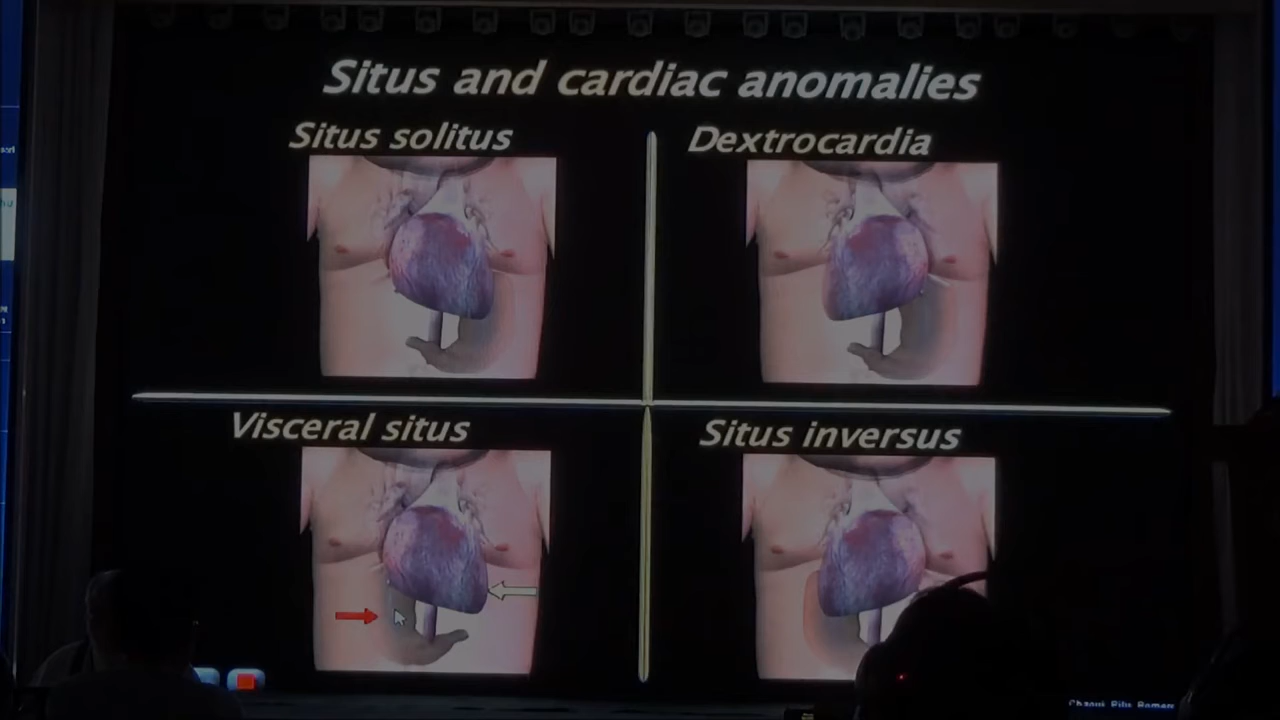 Situs and cardiac anomalies
Situs solitus
Dextrocardia
Visceral situs
Situs inversus